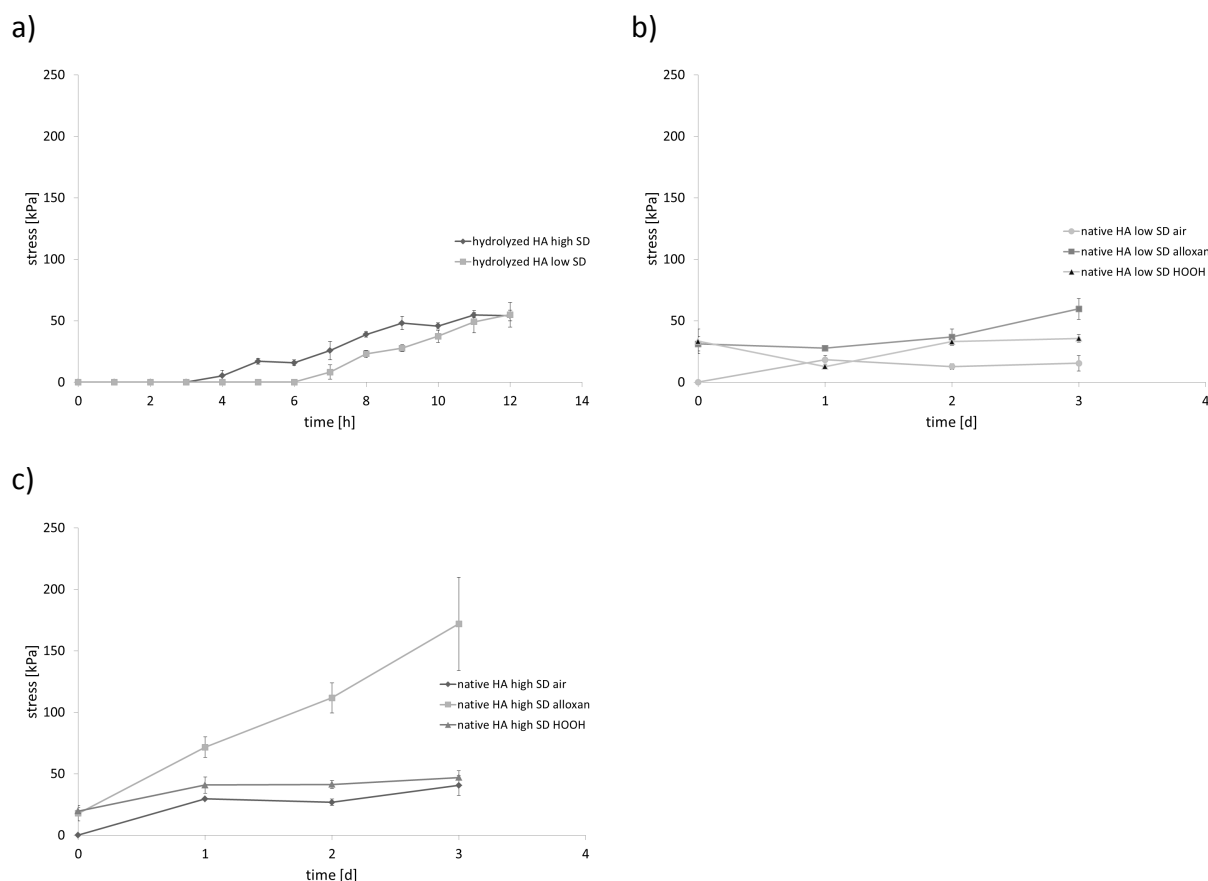 a)
250
200
150
100
50
0
stress [kPa]
0 2 4 6 8 10 12 14
time [h]
hydrolyzed HA high SD
hydrolyzed HA low SD
b)
250
200
150
100
50
0
stress [kPa]
0 1 2 3 4
time [d]
native HA low SD air
native HA low SD alloxan
native HA low SD HOOH
c)
250
200
150
100
50
0
stress [kPa]
0 1 2 3 4
time [d]
native HA high SD air
native HA high SD alloxan
native HA high SD HOOH